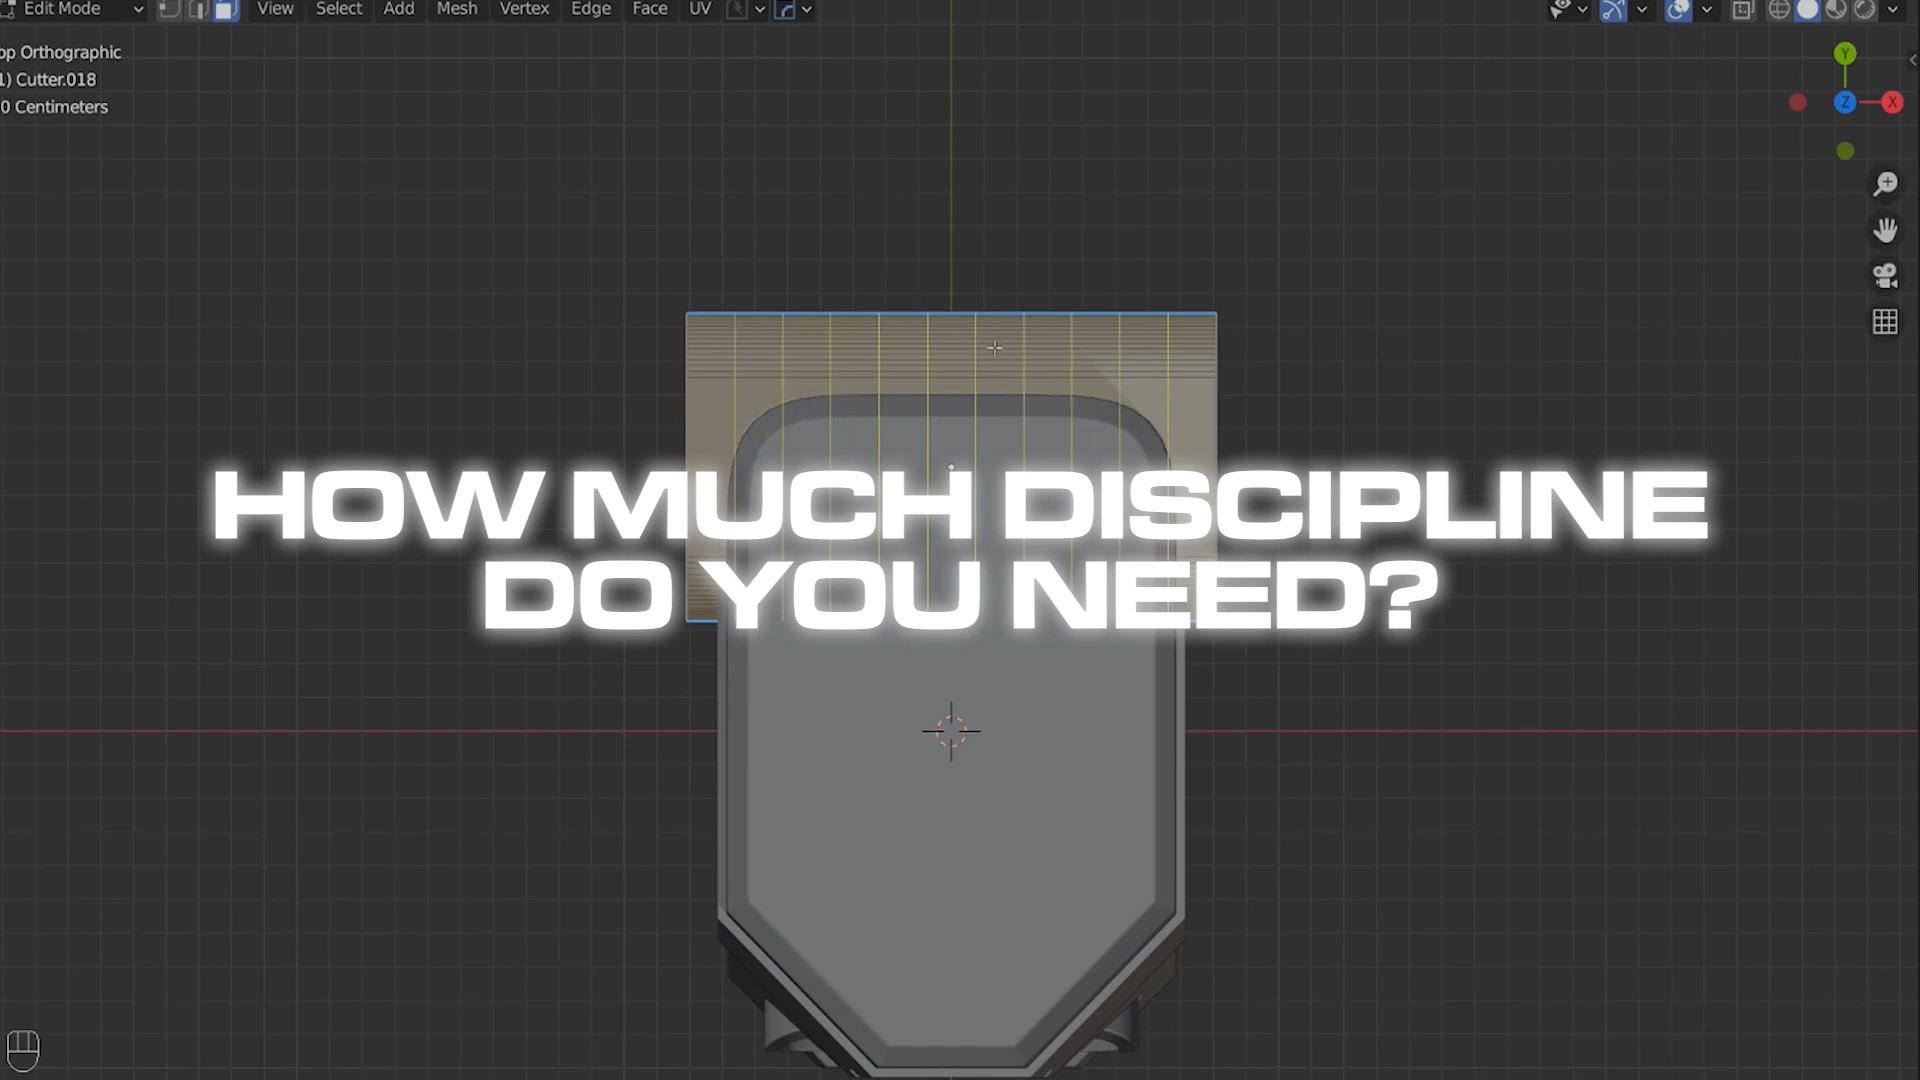 Edit Mode View Select Add Mesh Vertex Edge Face UV
op Orthographic
1) Cutter.018
0 Centimeters
Y
Z X
HOW MUCH DISCIPLINE
DO YOU NEED?